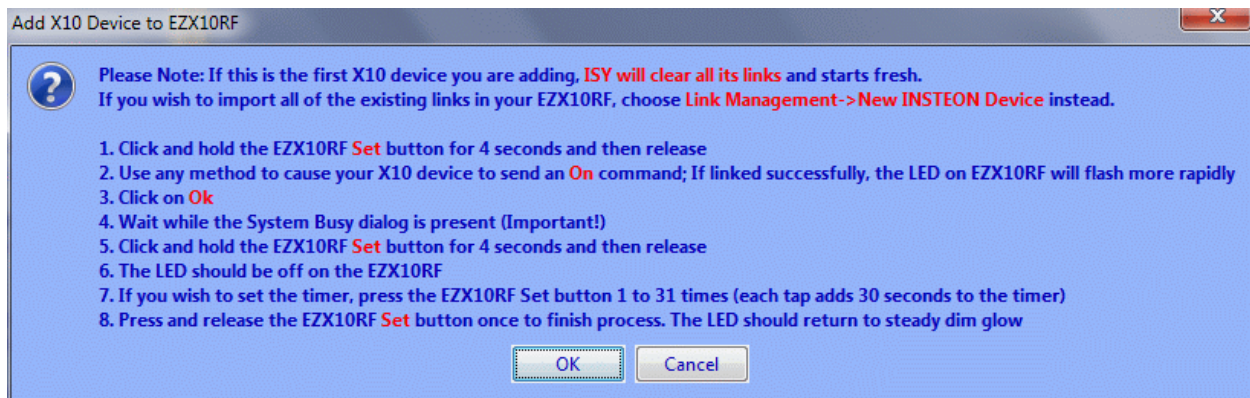 Add X10 Device to EZX10RF
Please Note: If this is the first X10 device you are adding, ISY will clear all its links and starts fresh.
If you wish to import all of the existing links in your EZX10RF, choose Link Management->New INSTEON Device instead.
1. Click and hold the EZX10RF Set button for 4 seconds and then release
2. Use any method to cause your X10 device to send an On command; If linked successfully, the LED on EZX10RF will flash more rapidly
3. Click on Ok
4. Wait while the System Busy dialog is present (Important!)
5. Click and hold the EZX10RF Set button for 4 seconds and then release
6. The LED should be off on the EZX10RF
7. If you wish to set the timer, press the EZX10RF Set button 1 to 31 times (each tap adds 30 seconds to the timer)
8. Press and release the EZX10RF Set button once to finish process. The LED should return to steady dim glow
OK Cancel